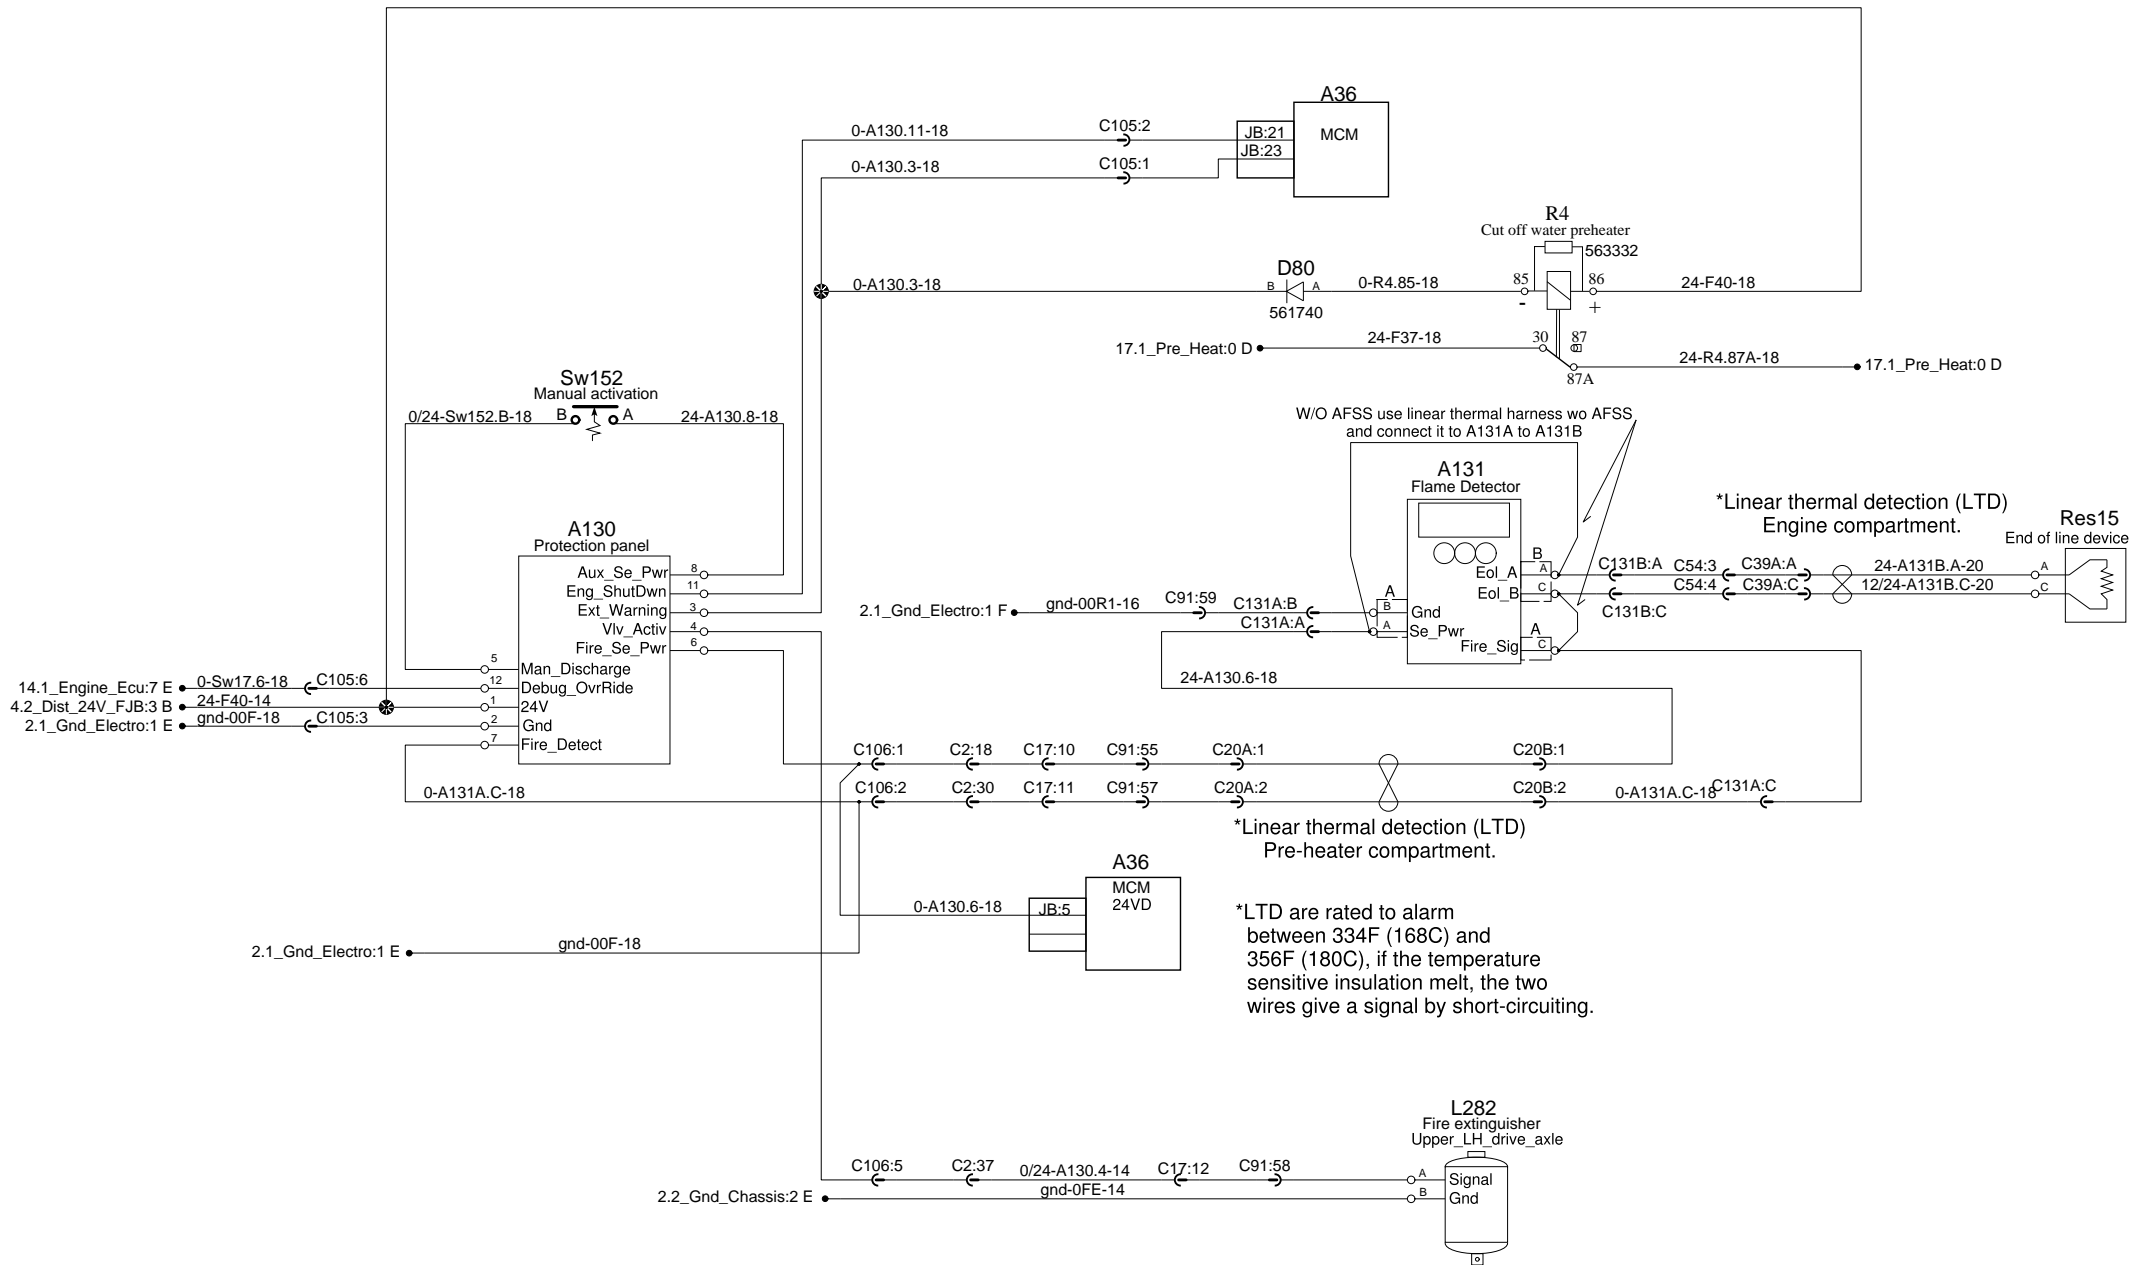 A36
MCM
JB:21
JB:23
0-A130.11-18
C105:2
0-A130.3-18
C105:1
R4
Cut off water preheater
563332
D80
0-A130.3-18
B
A
561740
0-R4.85-18
85
-
86
+
24-F40-18
17.1_Pre_Heat:0 D
24-F37-18
30
87
87A
24-R4.87A-18
17.1_Pre_Heat:0 D
Sw152
Manual activation
0/24-Sw152.B-18
B
A
24-A130.8-18
W/O AFSS use linear thermal harness wo AFSS
and connect it to A131A to A131B
A131
Flame Detector
*Linear thermal detection (LTD)
Engine compartment.
Res15
End of line device
A130
Protection panel
Aux_Se_Pwr
8
Eng_ShutDwn
11
Ext_Warning
3
Vlv_Activ
4
Fire_Se_Pwr
6
5
Man_Discharge
12
Debug_OvrRide
1
24V
2
Gnd
7
Fire_Detect
14.1_Engine_Ecu:7 E
0-Sw17.6-18
C105:6
4.2_Dist_24V_FJB:3 B
24-F40-14
2.1_Gnd_Electro:1 E
gnd-00F-18
C105:3
B
Eol_A
A
Eol_B
C
C131B:A
C54:3
C39A:A
24-A131B.A-20
A
C54:4
C39A:C
12/24-A131B.C-20
C
C131B:C
2.1_Gnd_Electro:1 F
gnd-00R1-16
C91:59
C131A:B
A
B
Gnd
C131A:A
A
Se_Pwr
A
Fire_Sig
C
24-A130.6-18
C106:1
C2:18
C17:10
C91:55
C20A:1
C20B:1
0-A131A.C-18
C106:2
C2:30
C17:11
C91:57
C20A:2
C20B:2
0-A131A.C-18
C131A:C
*Linear thermal detection (LTD)
Pre-heater compartment.
A36
MCM
24VD
JB:5
0-A130.6-18
2.1_Gnd_Electro:1 E
gnd-00F-18
*LTD are rated to alarm
between 334F (168C) and
356F (180C), if the temperature
sensitive insulation melt, the two
wires give a signal by short-circuiting.
L282
Fire extinguisher
Upper_LH_drive_axle
C106:5
C2:37
0/24-A130.4-14
C17:12
C91:58
A
Signal
2.2_Gnd_Chassis:2 E
gnd-0FE-14
B
Gnd